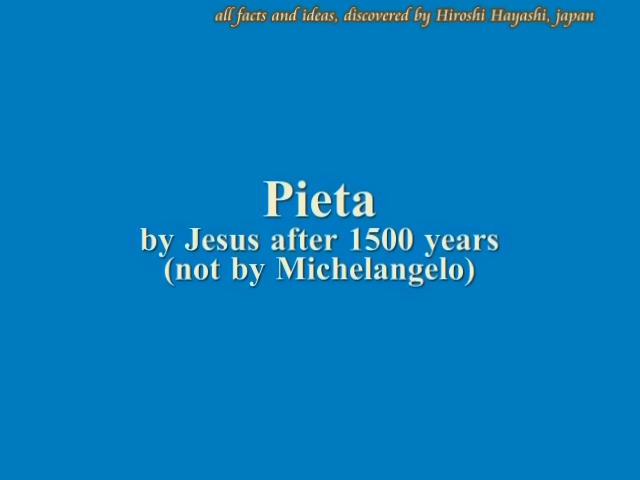 all facts and ideas, discovered by Hiroshi Hayashi, japan
Pieta
by Jesus after 1500 years
(not by Michelangelo)